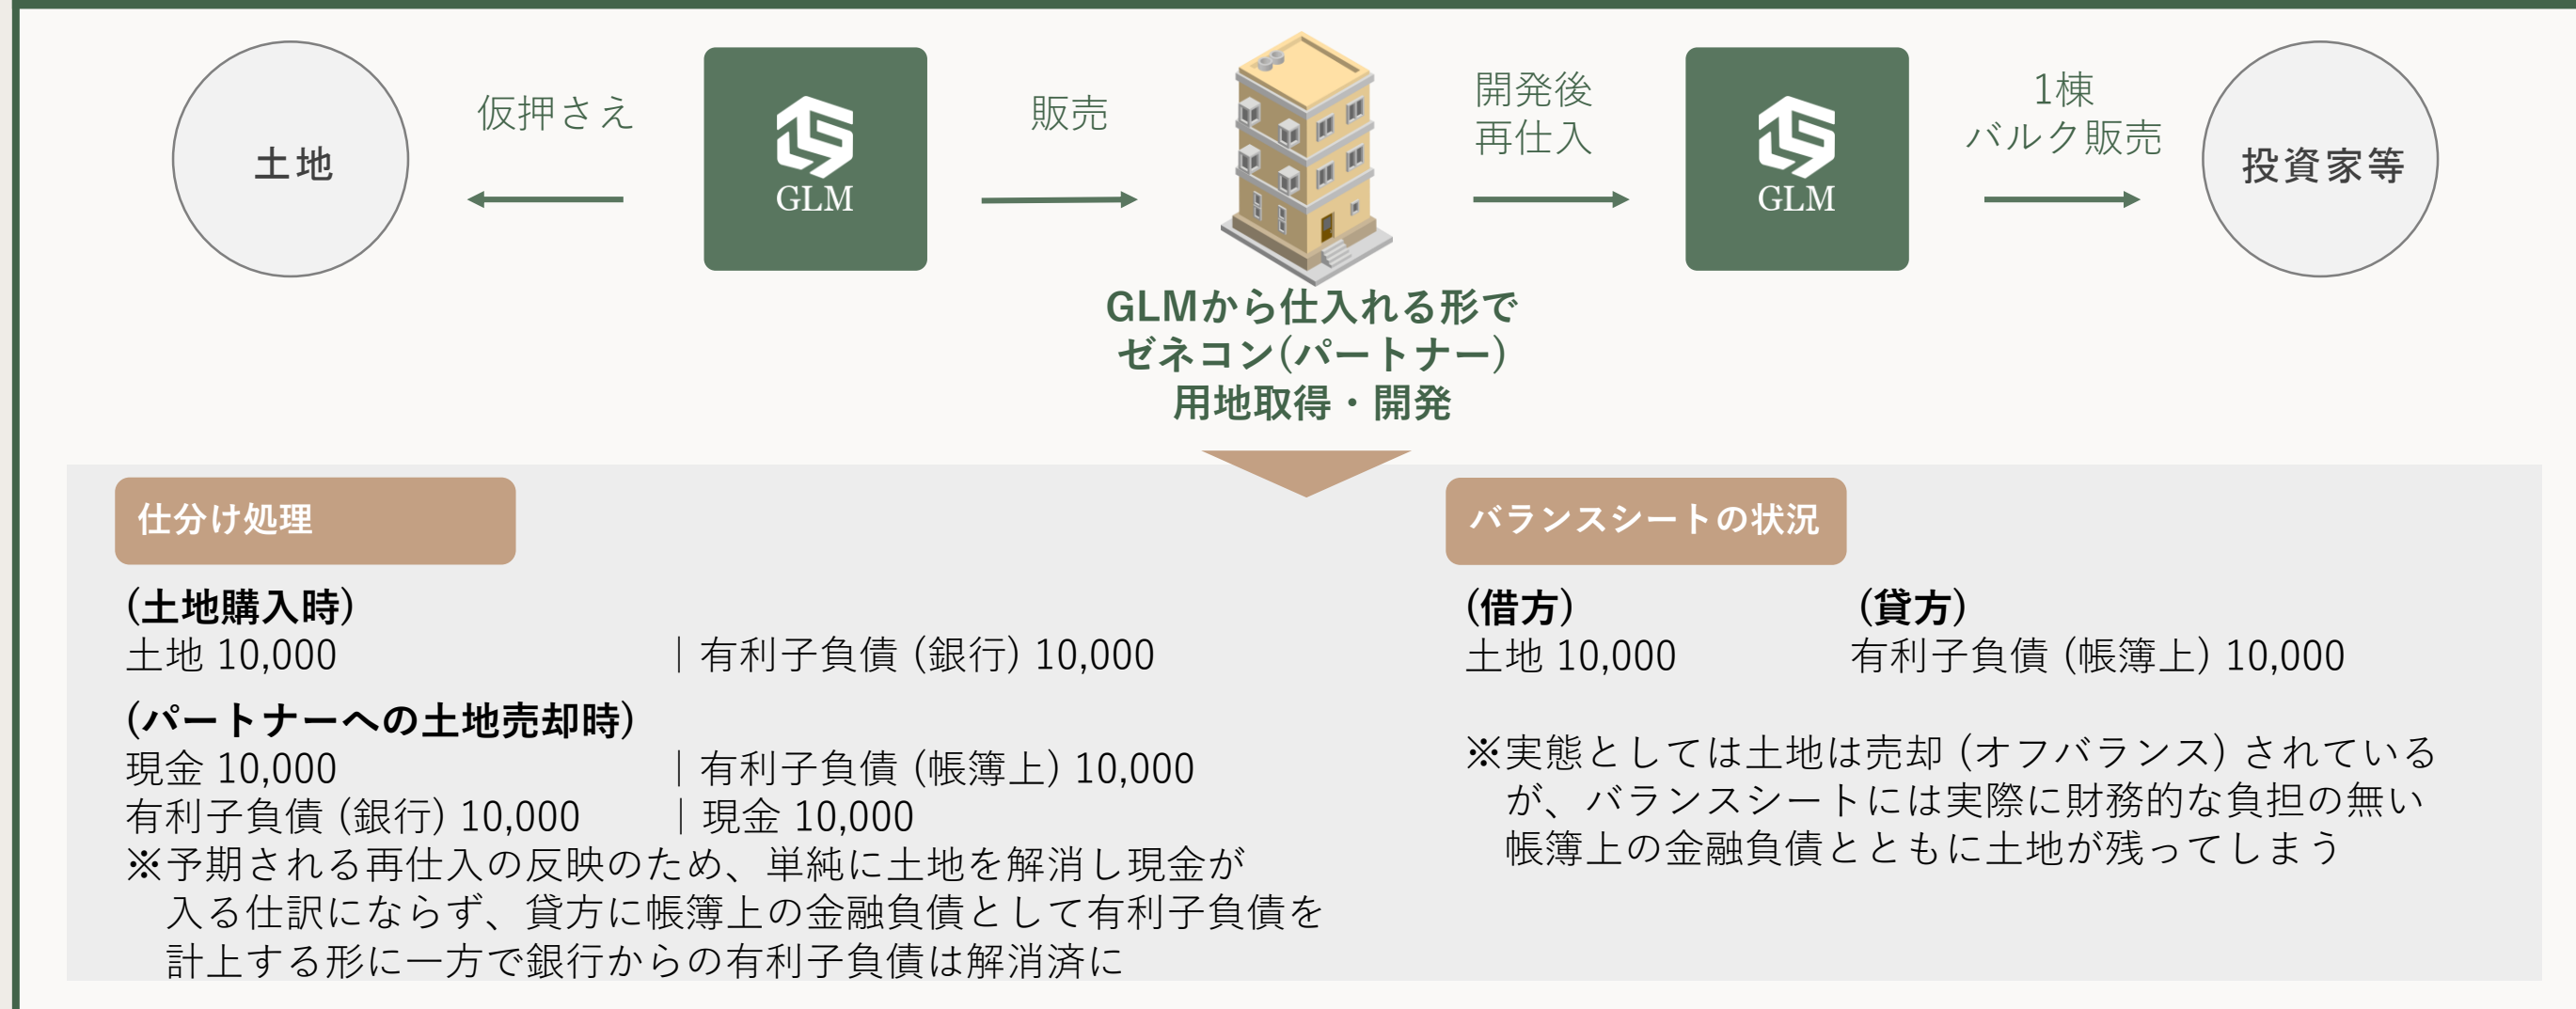 土地
仮押さえ
GLM
販売
開発後
再仕入
GLM
1棟
バルク販売
投資家等
GLMから仕入れる形で
ゼネコン(パートナー)
用地取得・開発
仕分け処理
(土地購入時)
土地 10,000 | 有利子負債 (銀行) 10,000
(パートナーへの土地売却時)
現金 10,000 | 有利子負債 (帳簿上) 10,000
有利子負債 (銀行) 10,000 | 現金 10,000
※予期される再仕入の反映のため、単純に土地を解消し現金が
入る仕訳にならず、貸方に帳簿上の金融負債として有利子負債を
計上する形に一方で銀行からの有利子負債は解消済に
バランスシートの状況
(借方) (貸方)
土地 10,000 有利子負債 (帳簿上) 10,000
※実態としては土地は売却 (オフバランス) されている
が、バランスシートには実際に財務的な負担の無い
帳簿上の金融負債とともに土地が残ってしまう